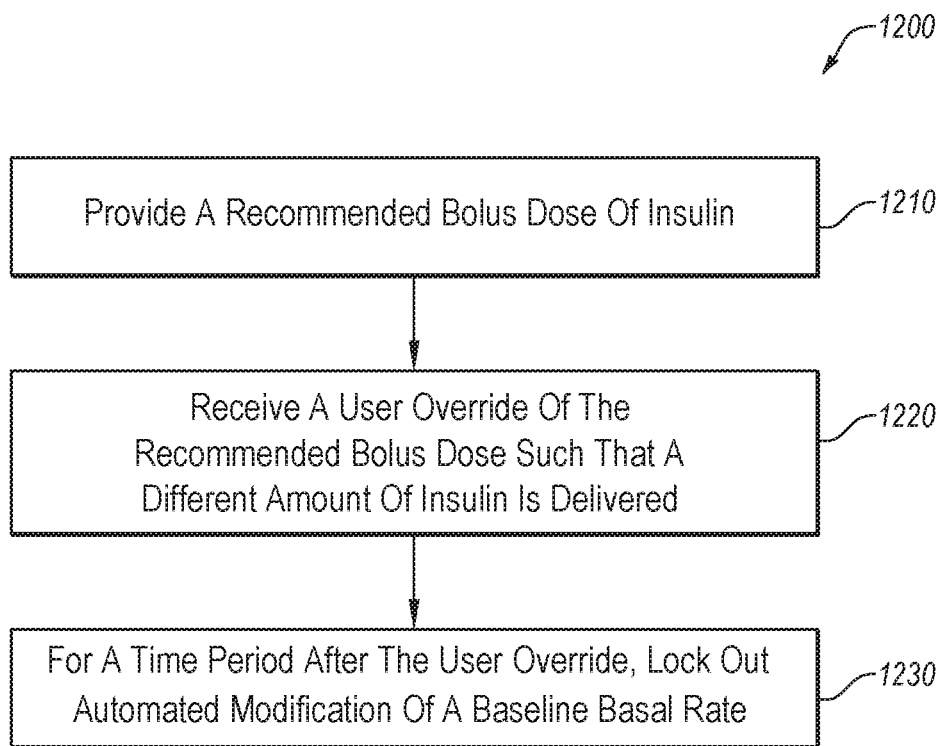 1200
Provide A Recommended Bolus Dose Of Insulin
1210
Receive A User Override Of The
Recommended Bolus Dose Such That A
Different Amount Of Insulin Is Delivered
1220
For A Time Period After The User Override, Lock Out
Automated Modification Of A Baseline Basal Rate
1230